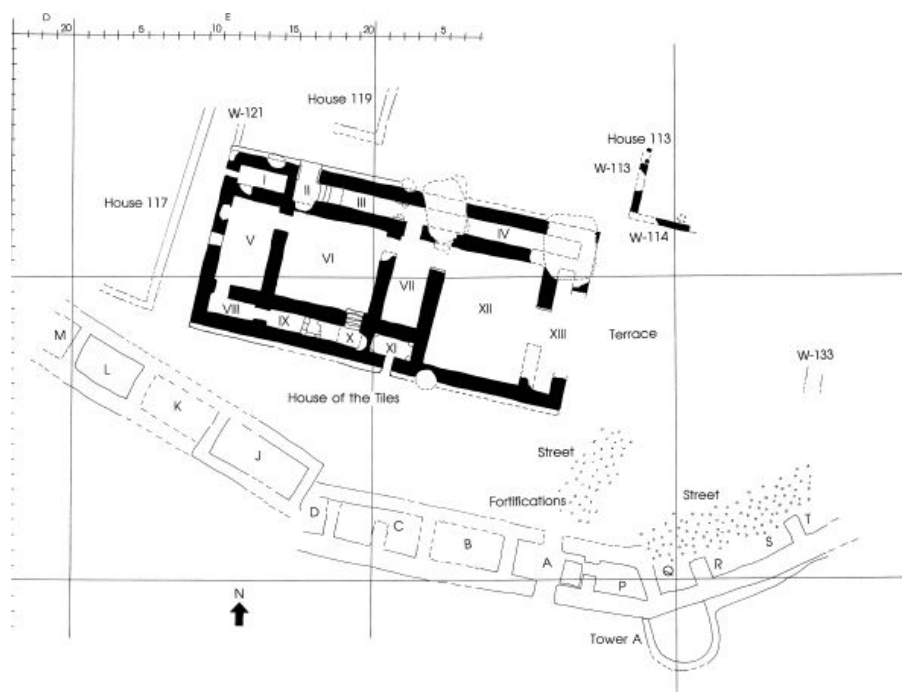 D E
20 15 10 15 20 5
House 119
W-121
House 113
W-113
House 117
W-114
I
II
III
IV
V
VI
VII
XII
VIII
IX
X
XI
XIII
Terrace
M
L
House of the Tiles
W-133
K
J
Street
Fortifications
Street
D
C
B
A
P
Q
R
S
T
N
Tower A